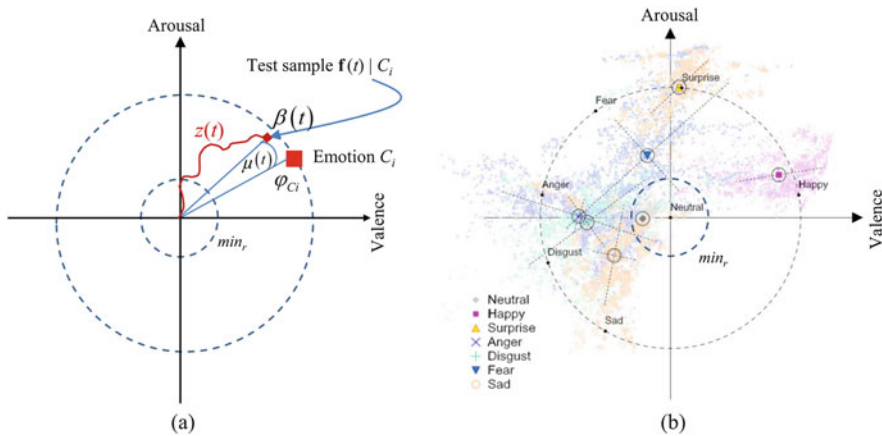 Arousal
Test sample f(t) | C_i
β(t)
z(t)
μ(t)
Emotion C_i
φ_Ci
Valence
min_r
(a)
Arousal
Surprise
Fear
Anger
Neutral
Happy
Valence
Disgust
min_r
Sad
Neutral
Happy
Surprise
Anger
Disgust
Fear
Sad
(b)